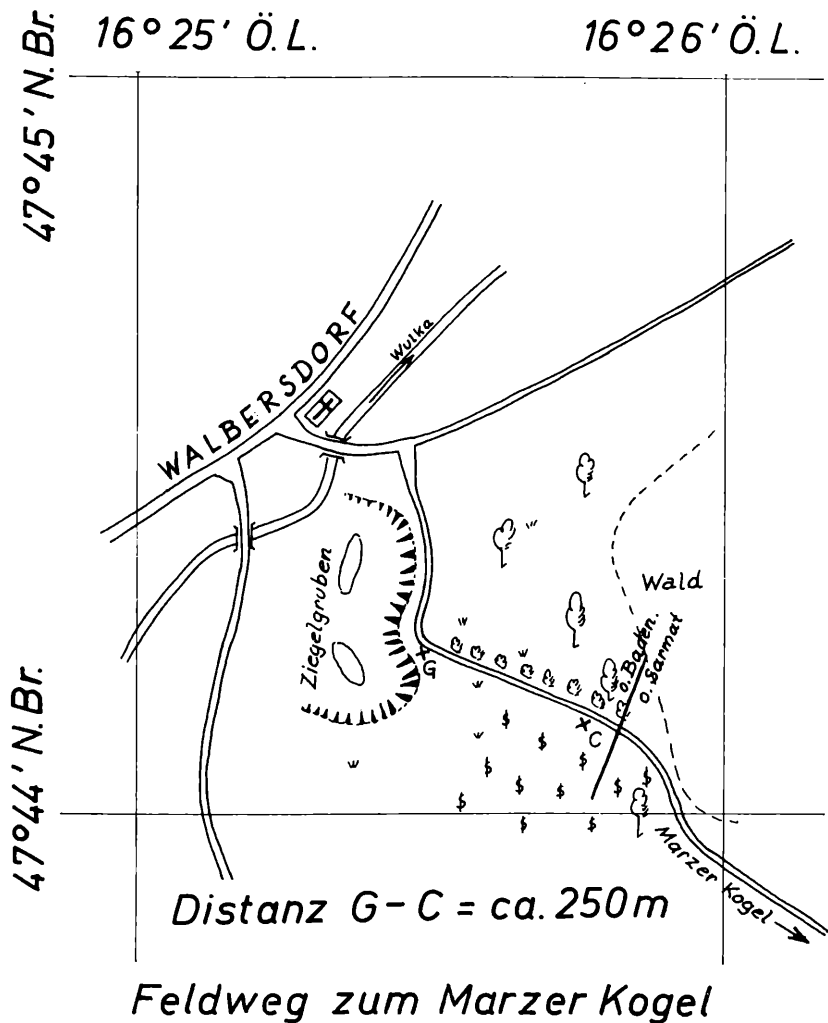 16° 25' Ö.L.
16° 26' Ö.L.
47° 45' N.Br.
WALBERSDORF
Wulka
Ziegelgruben
Wald
o. Baden.
o. Sarmat
G
C
47° 44' N.Br.
Marzer Kogel
Distanz G-C = ca. 250m
Feldweg zum Marzer Kogel